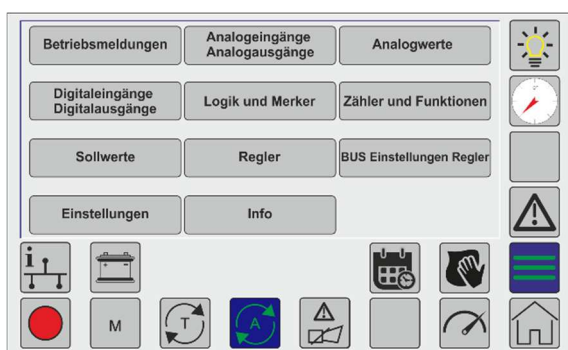 Betriebsmeldungen
Analogeingänge
Analogausgänge
Analogwerte
Digitaleingänge
Digitalausgänge
Logik und Merker
Zähler und Funktionen
Sollwerte
Regler
BUS Einstellungen Regler
Einstellungen
Info
i
M
T
A